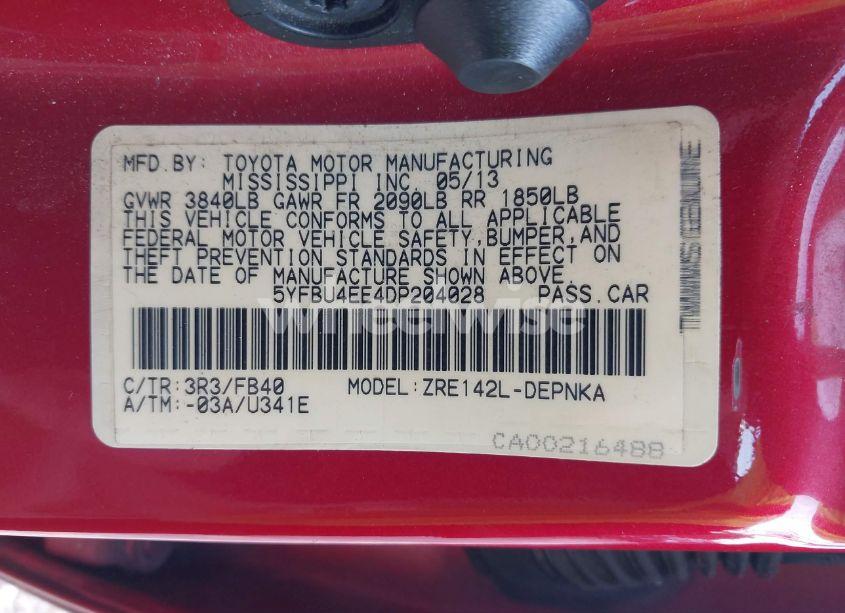 MFD.BY: TOYOTA MOTOR MANUFACTURING
MISSISSIPPI INC. 05/13
GVWR 3840LB GAWR FR 2090LB RR 1850LB
THIS VEHICLE CONFORMS TO ALL APPLICABLE
FEDERAL MOTOR VEHICLE SAFETY,BUMPER,AND
THEFT PREVENTION STANDARDS IN EFFECT ON
THE DATE OF MANUFACTURE SHOWN ABOVE.
5YFBU4EE4DP204028 PASS.CAR
wheelwise
C/TR:3R3/FB40 MODEL:ZRE142L-DEPNKA
A/TM:-03A/U341E
CA00216488
GENUINE